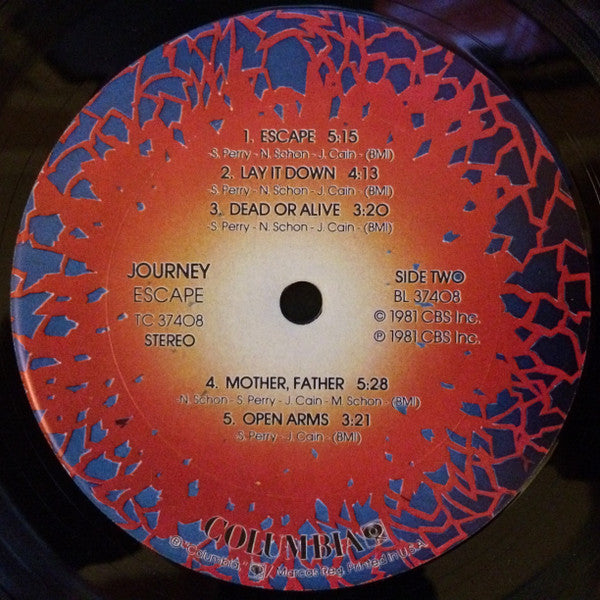 1. ESCAPE 5:15
-S. Perry - N. Schon - J. Cain - (BMI)
2. LAY IT DOWN 4:13
-S. Perry - N. Schon - J. Cain - (BMI)
3. DEAD OR ALIVE 3:20
-S. Perry - N. Schon - J. Cain - (BMI)
JOURNEY
ESCAPE
TC 37408
STEREO
SIDE TWO
BL 37408
© 1981 CBS Inc.
℗ 1981 CBS Inc.
4. MOTHER, FATHER 5:28
-N. Schon - S. Perry - J. Cain - M. Schon - (BMI)
5. OPEN ARMS 3:21
-S. Perry - J. Cain - (BMI)
COLUMBIA
® "Columbia," Marcas Reg. Printed in U.S.A.